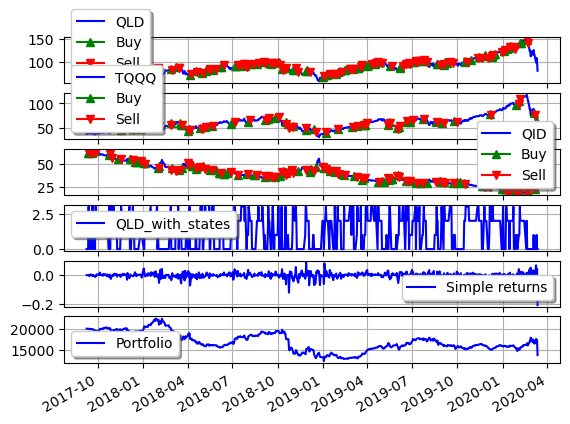 QLD
Buy
Sell
150
100
TQQQ
Buy
Sell
100
50
QID
Buy
Sell
50
25
QLD_with_states
2.5
0.0
Simple returns
0.0
−0.2
Portfolio
20000
15000
2017-10 2018-01 2018-04 2018-07 2018-10 2019-01 2019-04 2019-07 2019-10 2020-01 2020-04